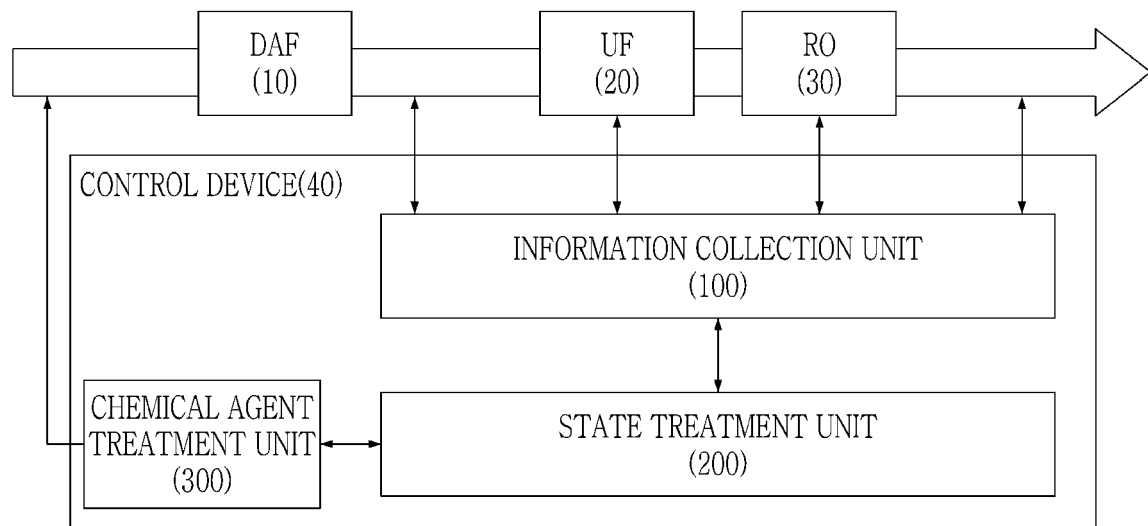 DAF
(10)
UF
(20)
RO
(30)
CONTROL DEVICE(40)
INFORMATION COLLECTION UNIT
(100)
CHEMICAL AGENT
TREATMENT UNIT
(300)
STATE TREATMENT UNIT
(200)